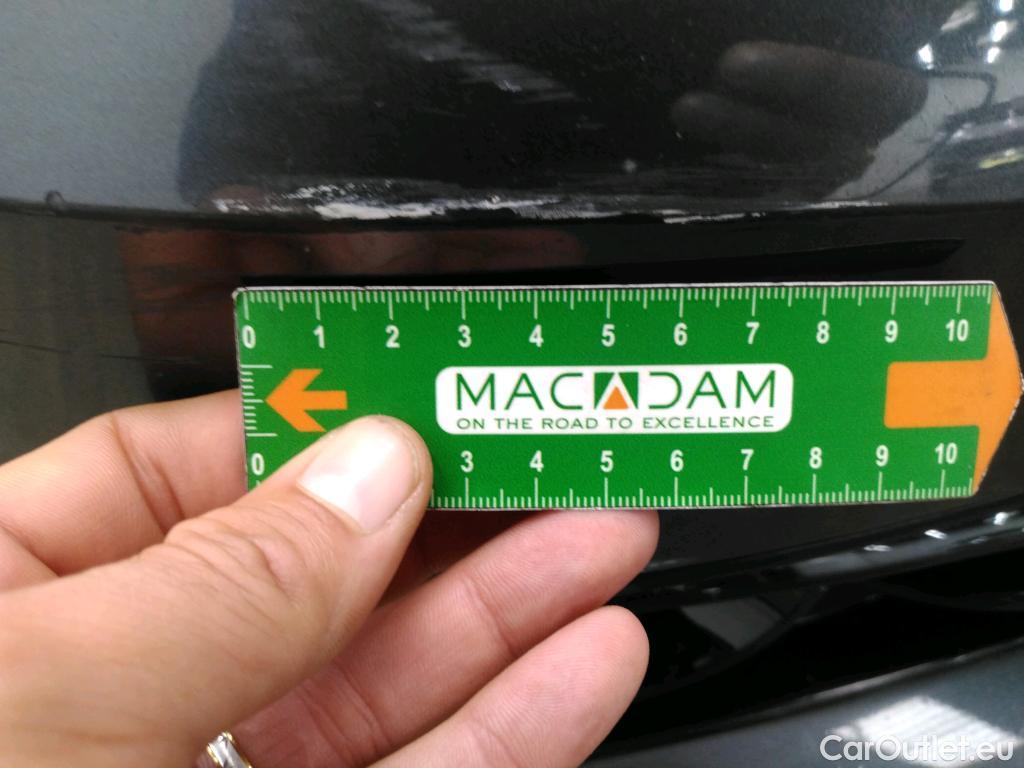 0 1 2 3 4 5 6 7 8 9 10
MACADAM
ON THE ROAD TO EXCELLENCE
0 3 4 5 6 7 8 9 10
CarOutlet.eu